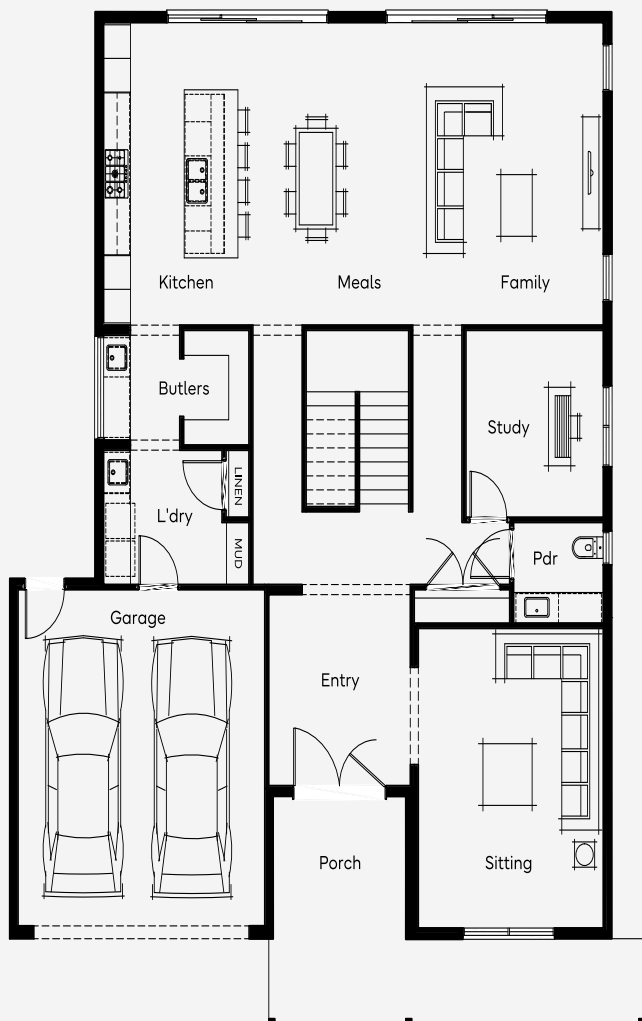 Kitchen
Meals
Family
Butlers
Study
LINEN
L'dry
MUD
Pdr
Garage
Entry
Porch
Sitting